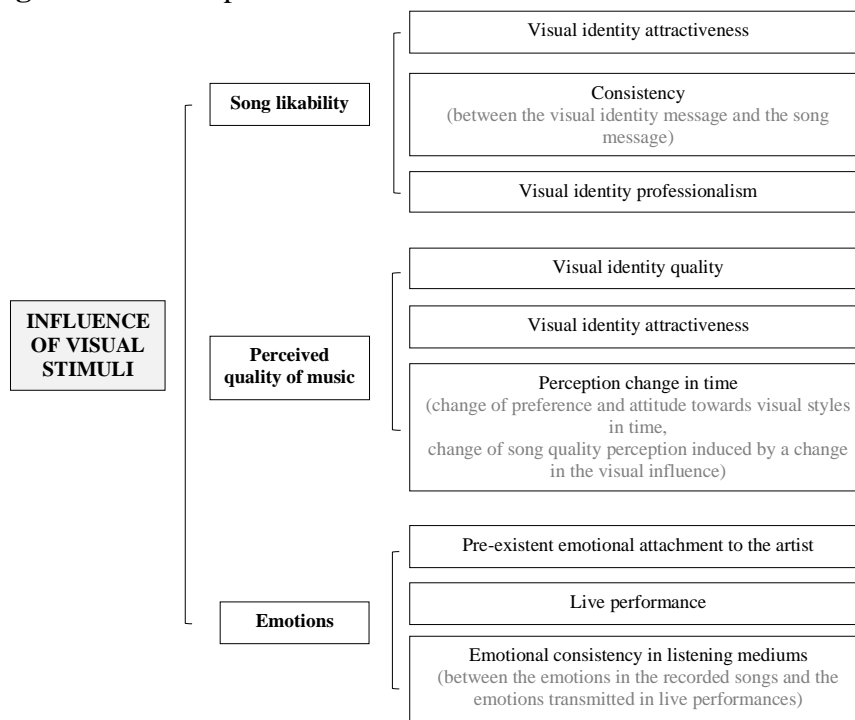 Visual identity attractiveness
Song likability
Consistency
(between the visual identity message and the song
message)
Visual identity professionalism
Visual identity quality
INFLUENCE
OF VISUAL
STIMULI
Visual identity attractiveness
Perceived
quality of music
Perception change in time
(change of preference and attitude towards visual styles
in time,
change of song quality perception induced by a change
in the visual influence)
Pre-existent emotional attachment to the artist
Emotions
Live performance
Emotional consistency in listening mediums
(between the emotions in the recorded songs and the
emotions transmitted in live performances)